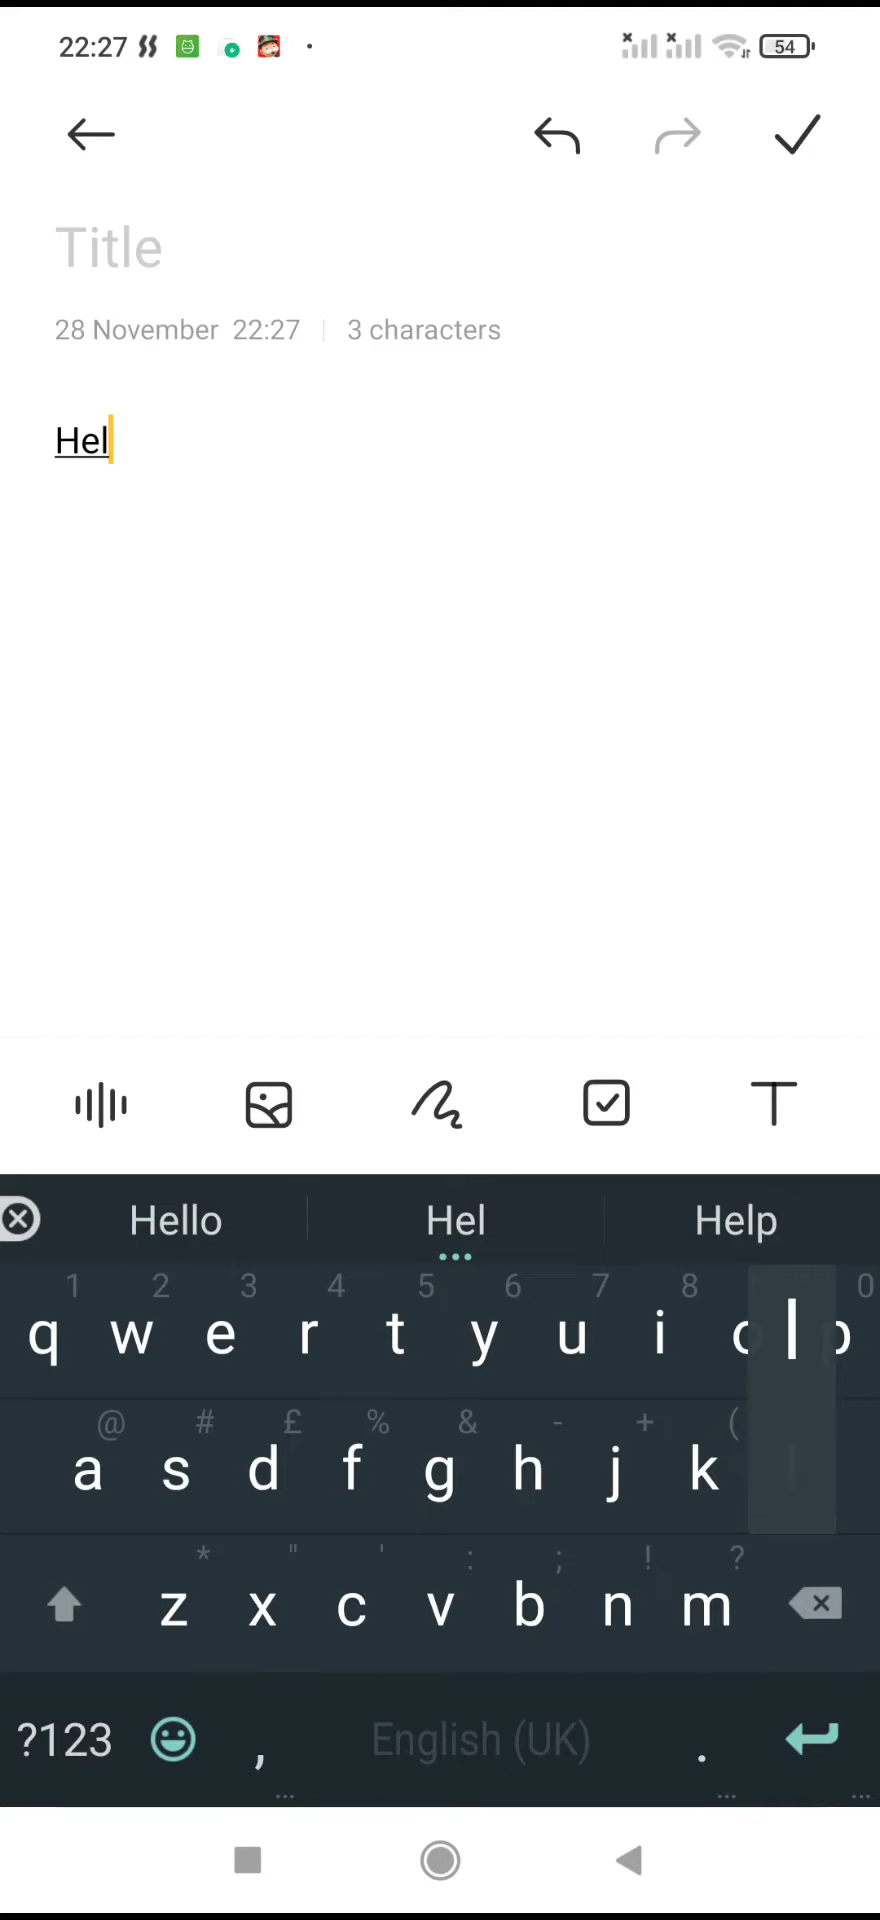 22:27 54
Title
28 November 22:27 | 3 characters
Hel
Hello Hel Help
1 2 3 4 5 6 7 8 0
q w e r t y u i o l p
@ # £ % & - + (
a s d f g h j k l
* " ' : ; ! ?
z x c v b n m
?123 , English (UK) .